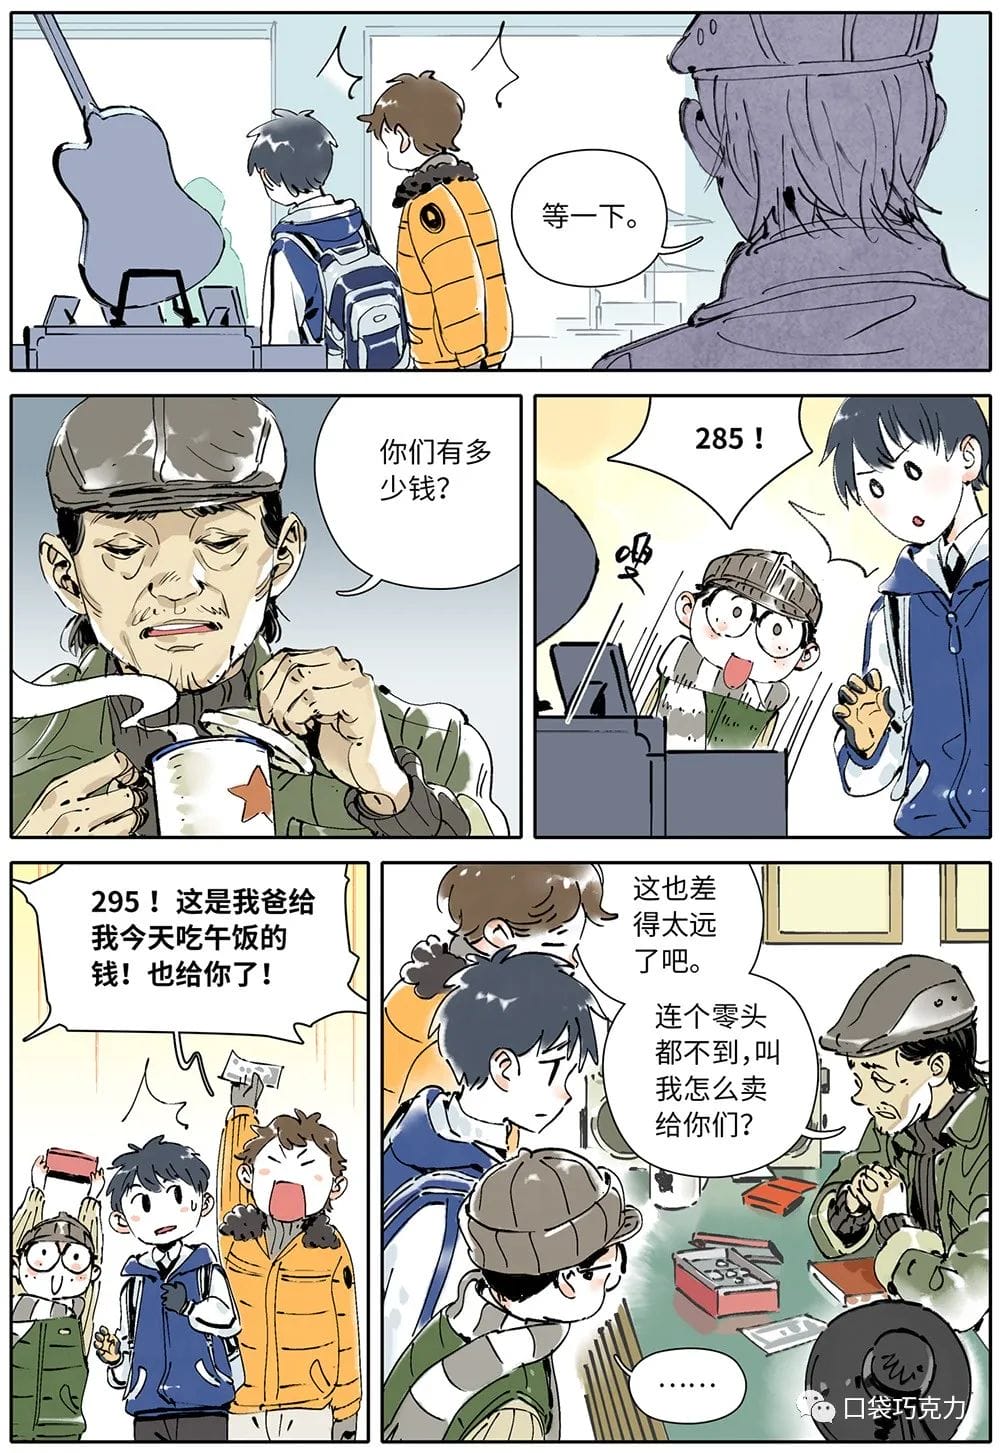 等一下。
你们有多
少钱？
285！
295！这是我爸给
我今天吃午饭的
钱！也给你了！
这也差
得太远
了吧。
连个零头
都不到，叫
我怎么卖
给你们？
……
口袋巧克力